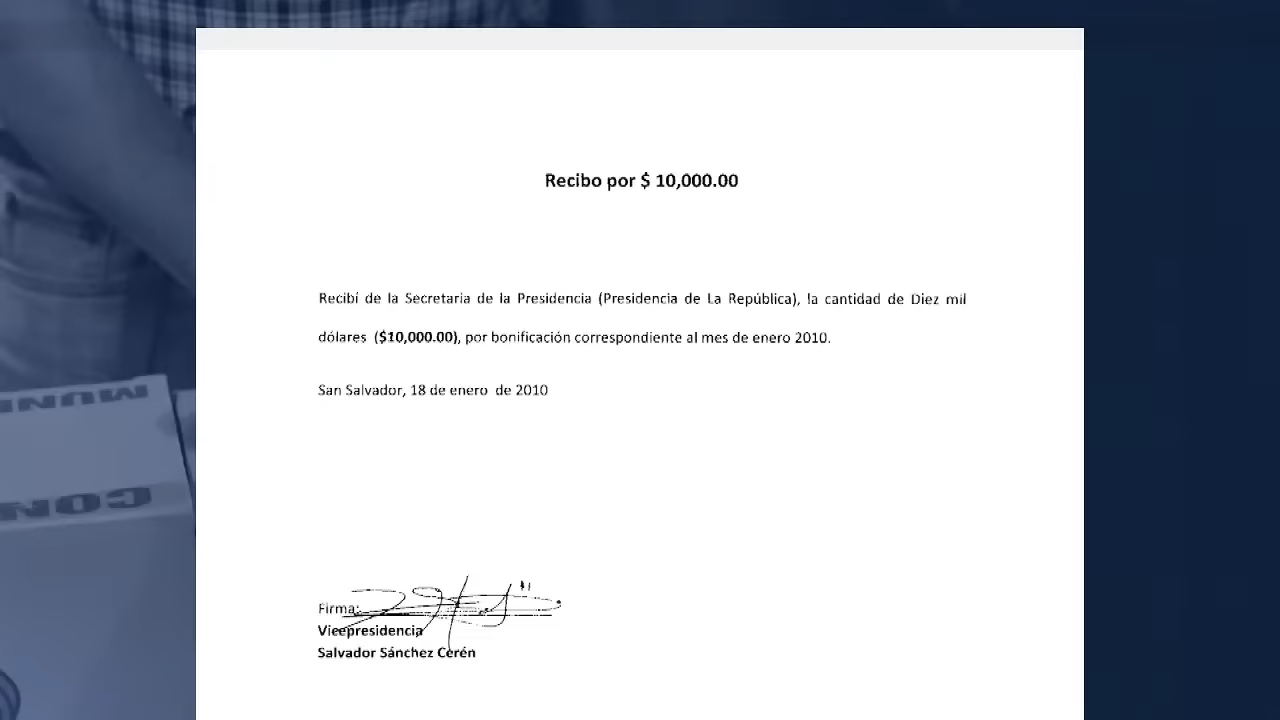 Recibo por $ 10,000.00
Recibí de la Secretaria de la Presidencia (Presidencia de La República), la cantidad de Diez mil
dólares ($10,000.00), por bonificación correspondiente al mes de enero 2010.
San Salvador, 18 de enero de 2010
Firma:
Vicepresidencia
Salvador Sánchez Cerén
MUNI
CON